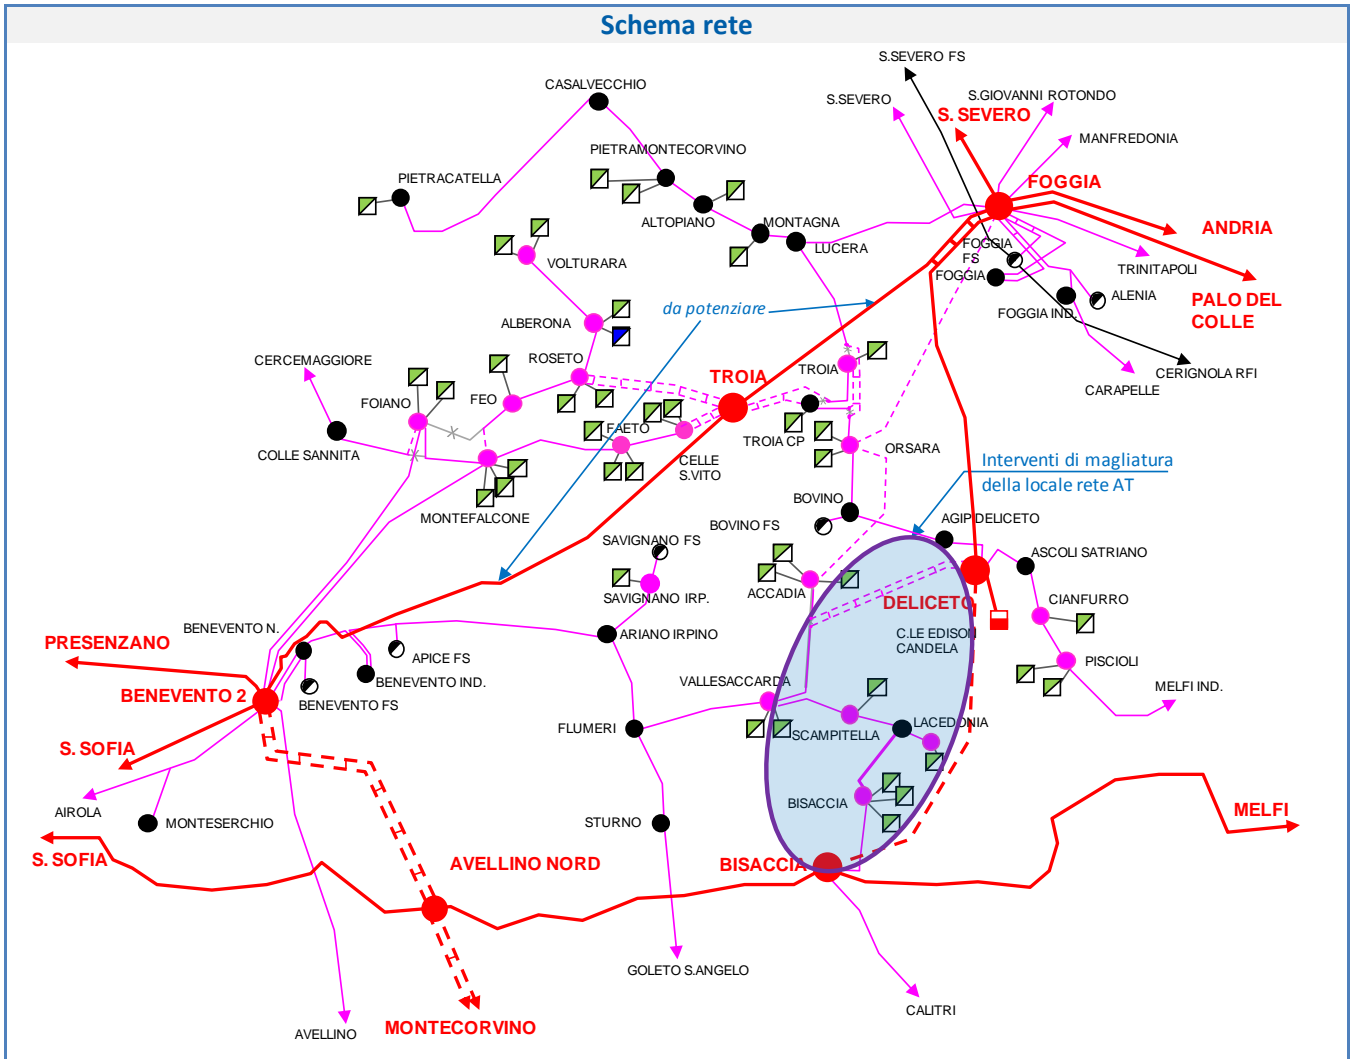 Schema rete
S.SEVERO FS
CASALVECCHIO
S.SEVERO
S.GIOVANNI ROTONDO
S. SEVERO
MANFREDONIA
PIETRAMONTECORVINO
PIETRACATELLA
FOGGIA
ALTOPIANO
MONTAGNA
LUCERA
ANDRIA
FOGGIA
FS
VOLTURARA
TRINITAPOLI
FOGGIA
ALENIA
PALO DEL
COLLE
FOGGIA IND.
da potenziare
ALBERONA
CERCEMAGGIORE
ROSETO
TROIA
TROIA
CERIGNOLA RFI
CARAPELLE
FOIANO
FEO
FAETO
TROIA CP
COLLE SANNITA
CELLE
S.VITO
ORSARA
Interventi di magliatura
della locale rete AT
MONTEFALCONE
BOVINO
BOVINO FS
AGIP DELICETO
SAVIGNANO FS
ASCOLI SATRIANO
ACCADIA
SAVIGNANO IRP.
DELICETO
CIANFURRO
BENEVENTO N.
ARIANO IRPINO
C.LE EDISON
CANDELA
PRESENZANO
APICE FS
PISCIOLI
BENEVENTO IND.
VALLESACCARDA
MELFI IND.
BENEVENTO 2
BENEVENTO FS
FLUMERI
SCAMPITELLA
LACEDONIA
S. SOFIA
BISACCIA
AIROLA
MONTESERCHIO
STURNO
MELFI
S. SOFIA
AVELLINO NORD
BISACCIA
GOLETO S.ANGELO
CALITRI
AVELLINO
MONTECORVINO